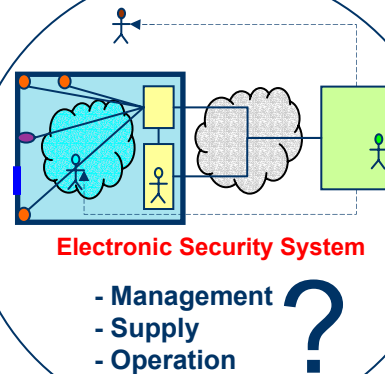 Electronic Security System
- Management
- Supply
- Operation
?